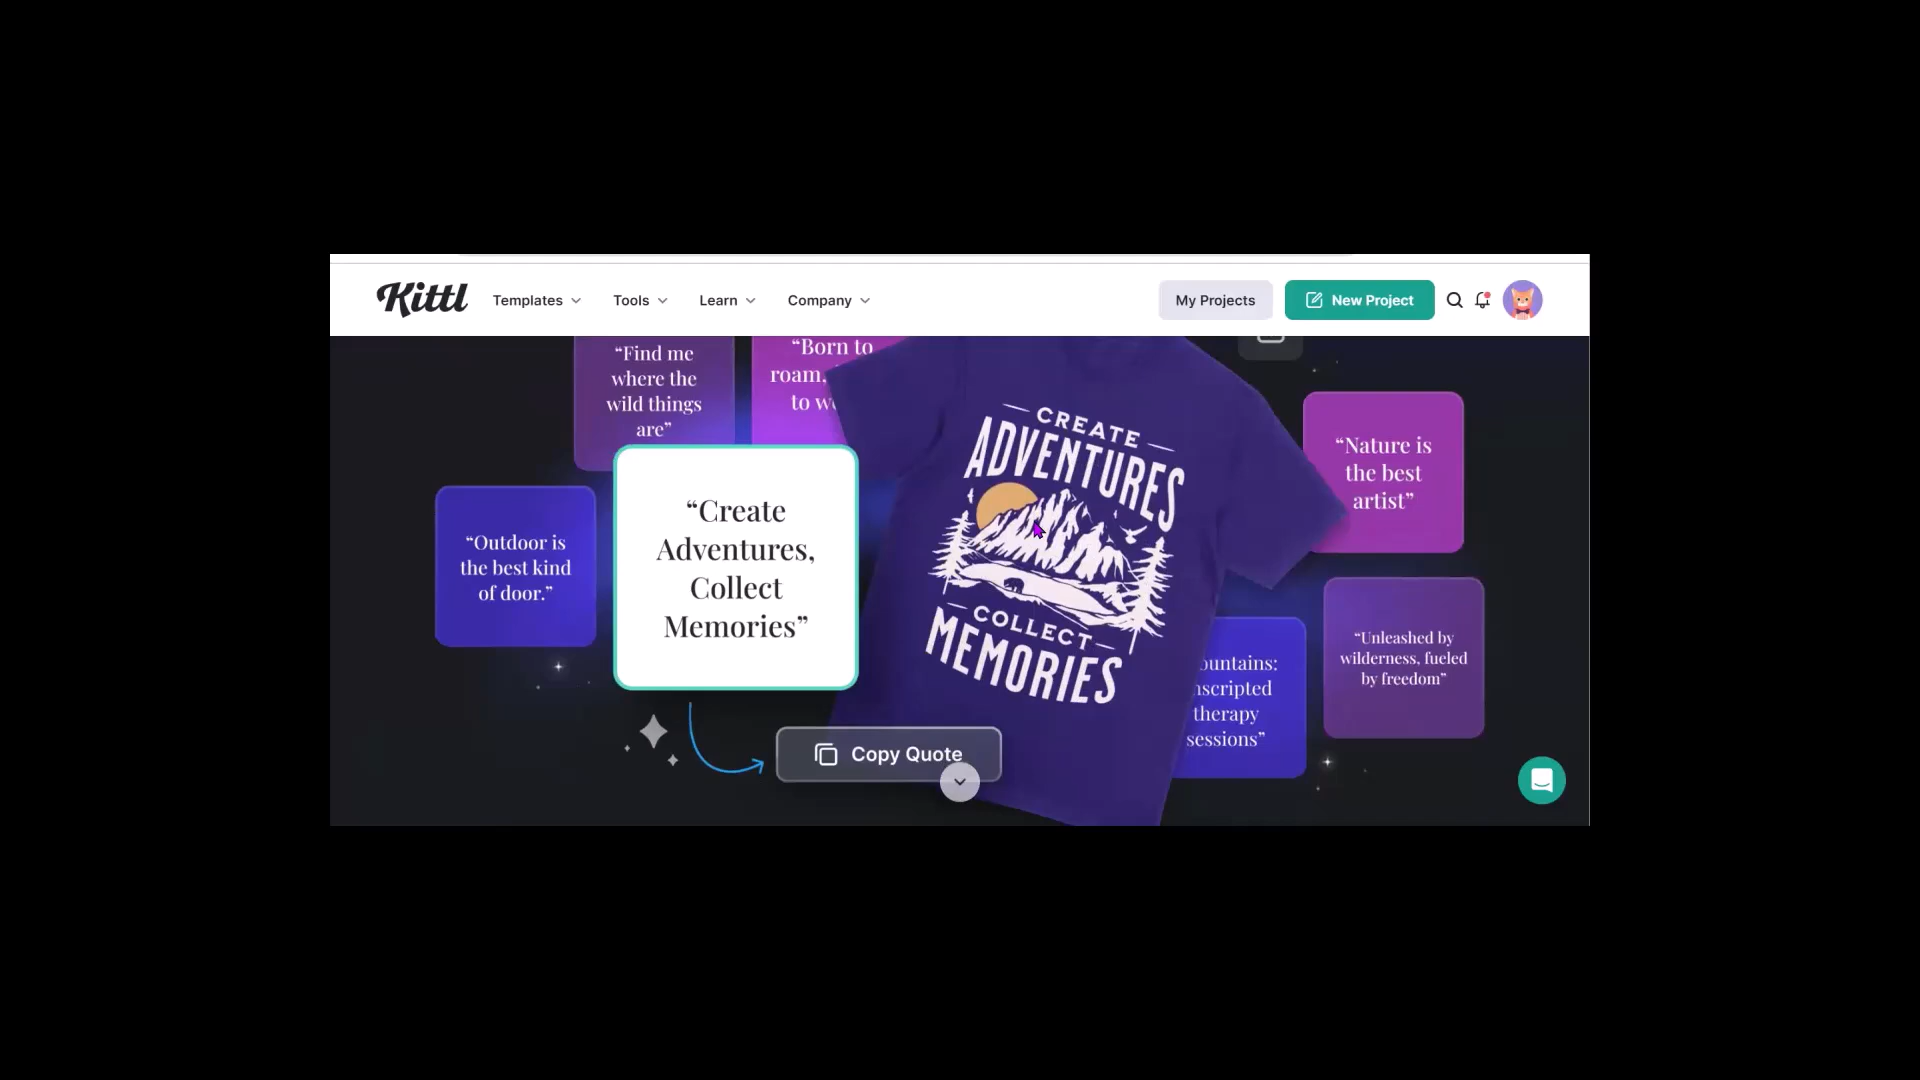 Kittl
Templates
Tools
Learn
Company
My Projects
New Project
“Find me
where the
wild things
are”
“Born to
roam,
to
“Outdoor is
the best kind
of door.”
“Create
Adventures,
Collect
Memories”
Copy Quote
CREATE
ADVENTURES
COLLECT
MEMORIES
“Nature is
the best
artist”
therapy
sessions”
“Unleashed by
wilderness, fueled
by freedom”